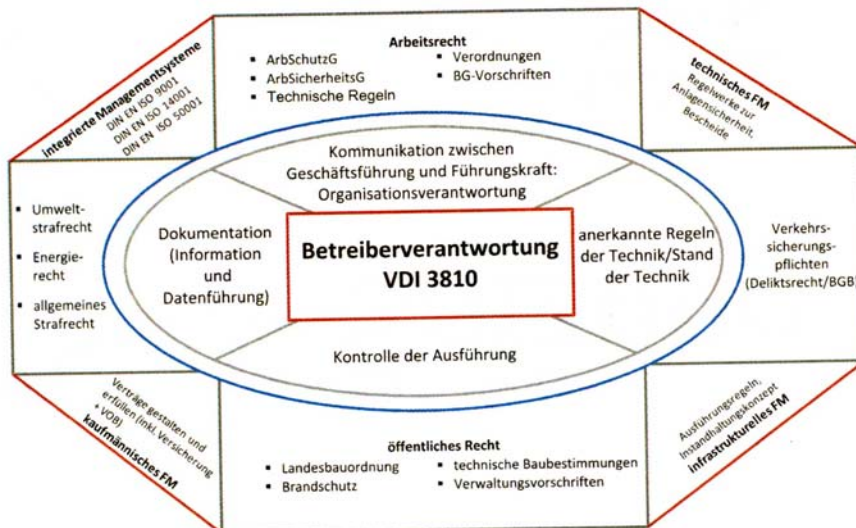 Arbeitsrecht
▪ ArbSchutzG
▪ ArbSicherheitsG
▪ Technische Regeln
▪ Verordnungen
▪ BG-Vorschriften
integrierte Managementsysteme
DIN EN ISO 9001
DIN EN ISO 14001
DIN EN ISO 50001
technisches FM
Regelwerke zur
Anlagensicherheit,
Bescheide
Kommunikation zwischen
Geschäftsführung und Führungskraft:
Organisationsverantwortung
▪ Umwelt-
strafrecht
▪ Energie-
recht
▪ allgemeines
Strafrecht
Dokumentation
(Information
und
Datenführung)
Betreiberverantwortung
VDI 3810
anerkannte Regeln
der Technik/Stand
der Technik
Verkehrs-
sicherungs-
pflichten
(Deliktsrecht/BGB)
Kontrolle der Ausführung
Verträge gestalten und
erfüllen (inkl. Versicherung
+ VOB)
kaufmännisches FM
öffentliches Recht
▪ Landesbauordnung
▪ Brandschutz
▪ technische Baubestimmungen
▪ Verwaltungsvorschriften
Ausführungsregeln,
Instandhaltungskonzept
infrastrukturelles FM